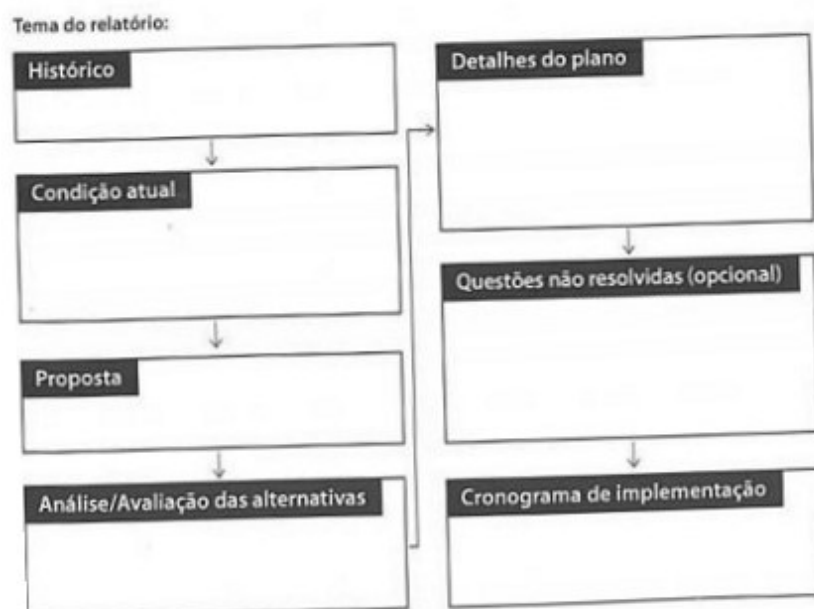 Tema do relatório:
Histórico
Condição atual
Proposta
Análise/Avaliação das alternativas
Detalhes do plano
Questões não resolvidas (opcional)
Cronograma de implementação